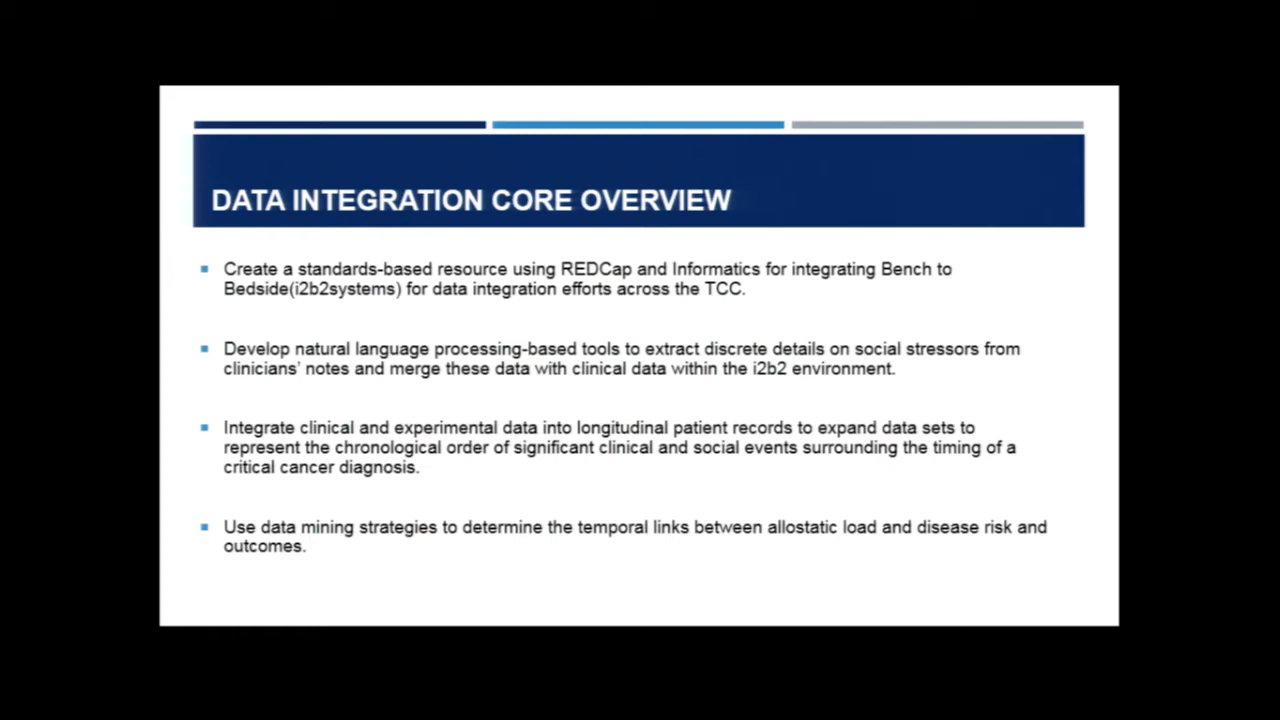 DATA INTEGRATION CORE OVERVIEW
Create a standards-based resource using REDCap and Informatics for integrating Bench to
Bedside(i2b2systems) for data integration efforts across the TCC.
Develop natural language processing-based tools to extract discrete details on social stressors from
clinicians' notes and merge these data with clinical data within the i2b2 environment.
Integrate clinical and experimental data into longitudinal patient records to expand data sets to
represent the chronological order of significant clinical and social events surrounding the timing of a
critical cancer diagnosis.
Use data mining strategies to determine the temporal links between allostatic load and disease risk and
outcomes.